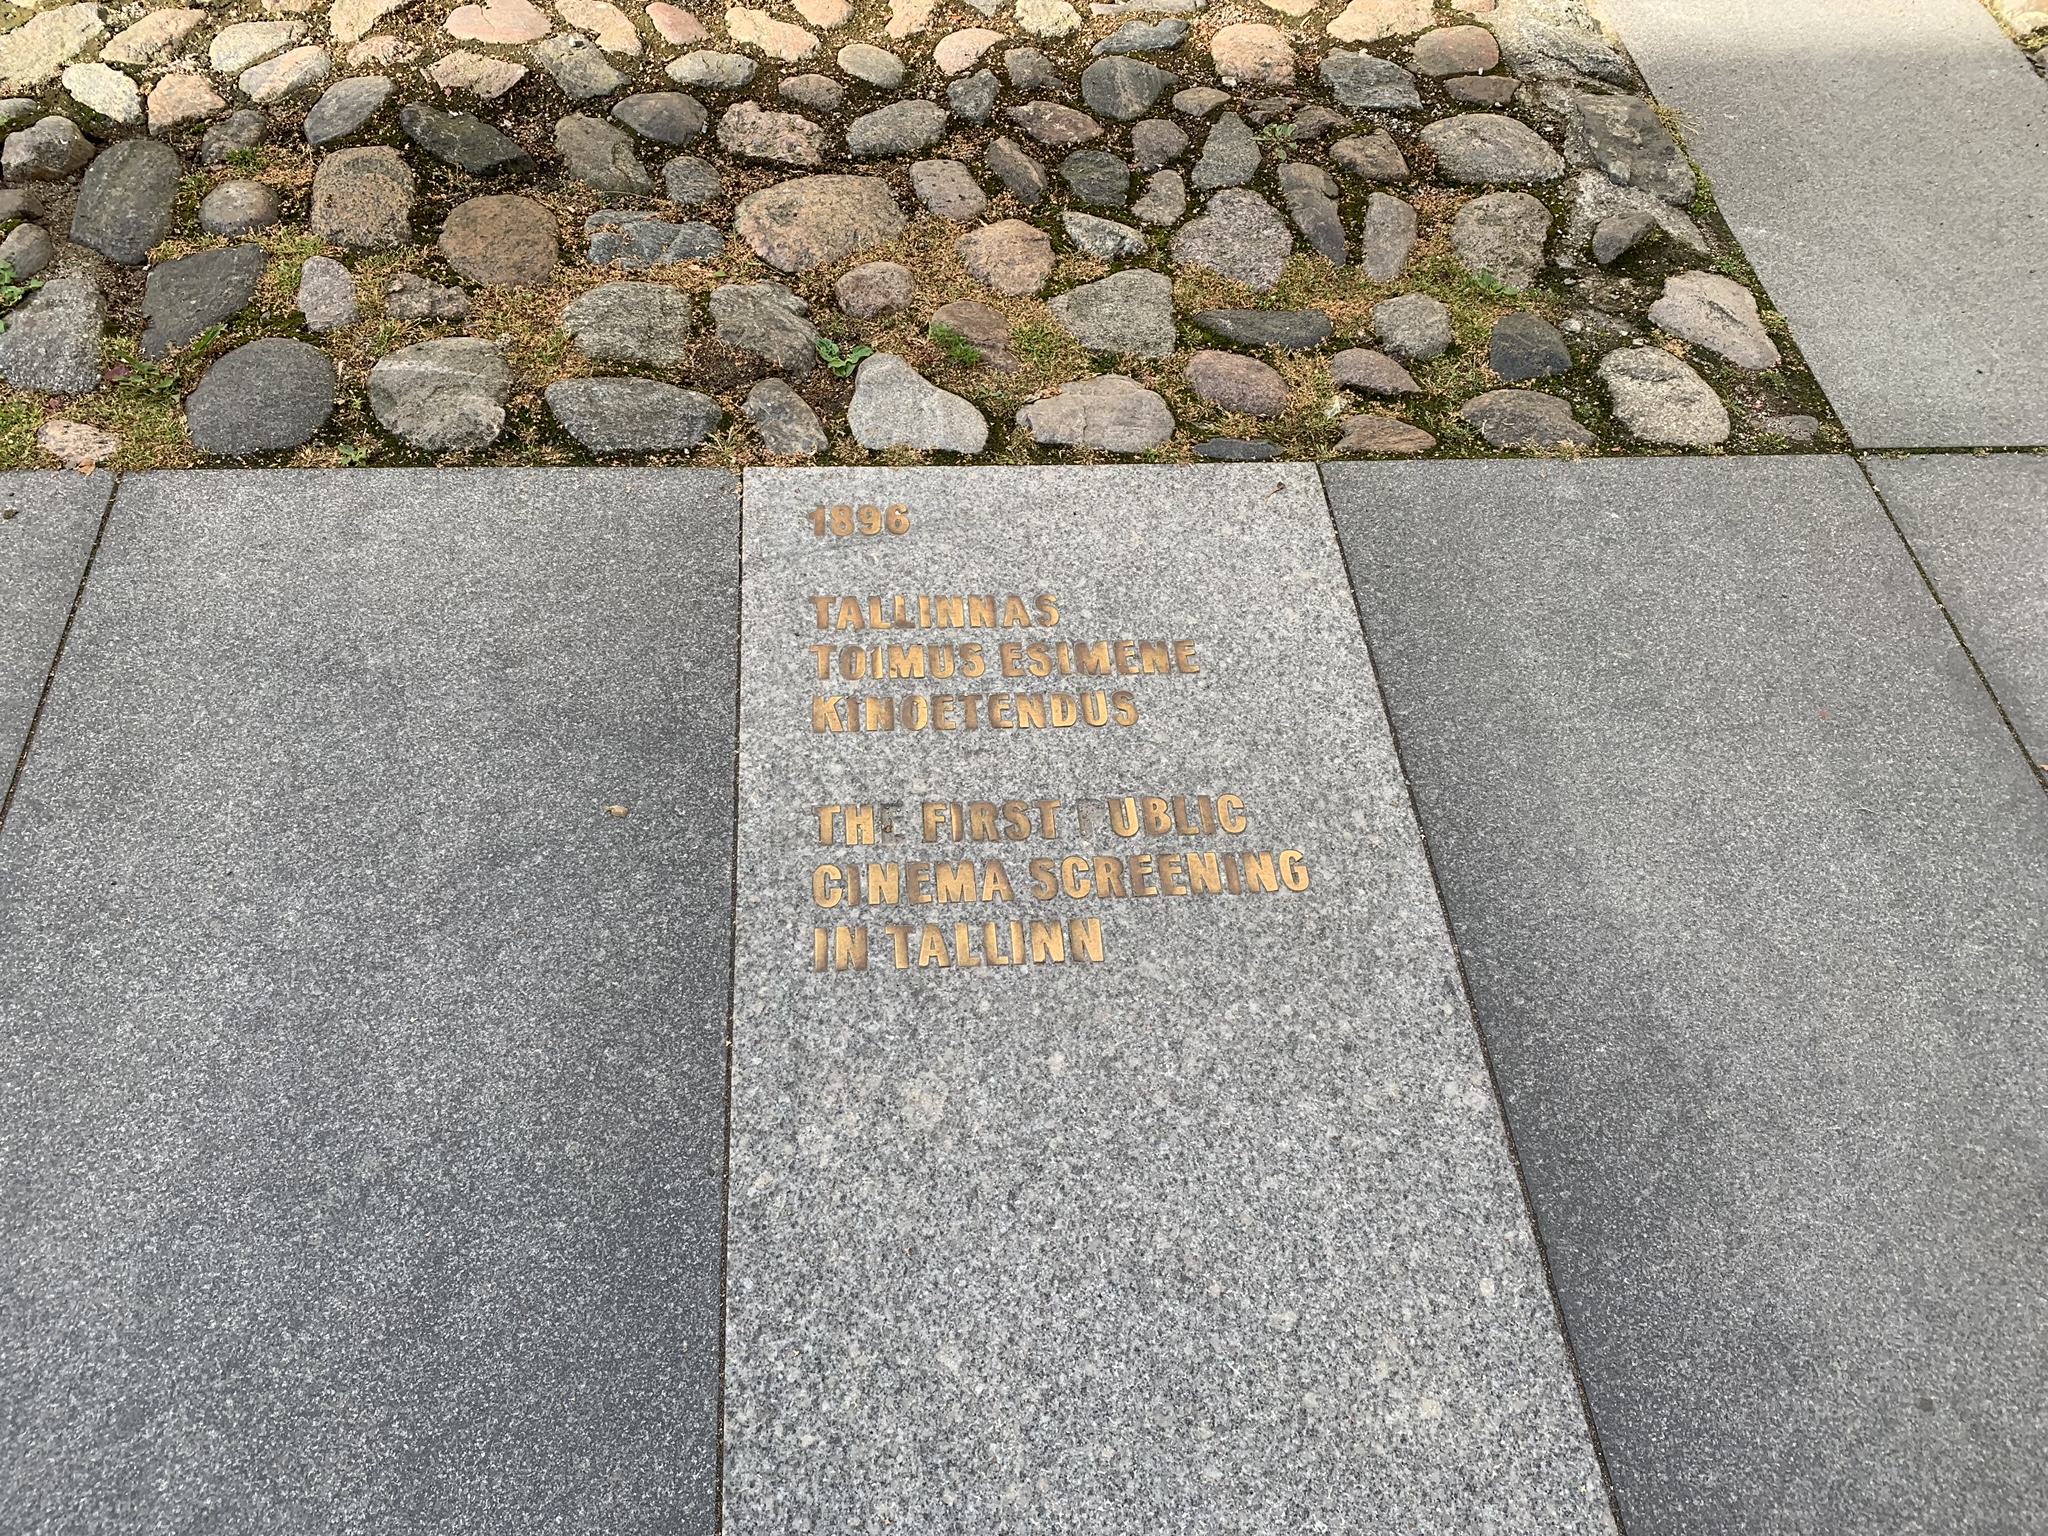 1896
TALLINNAS
TOIMUS ESIMENE
KINOETENDUS
THE FIRST PUBLIC
CINEMA SCREENING
IN TALLINN